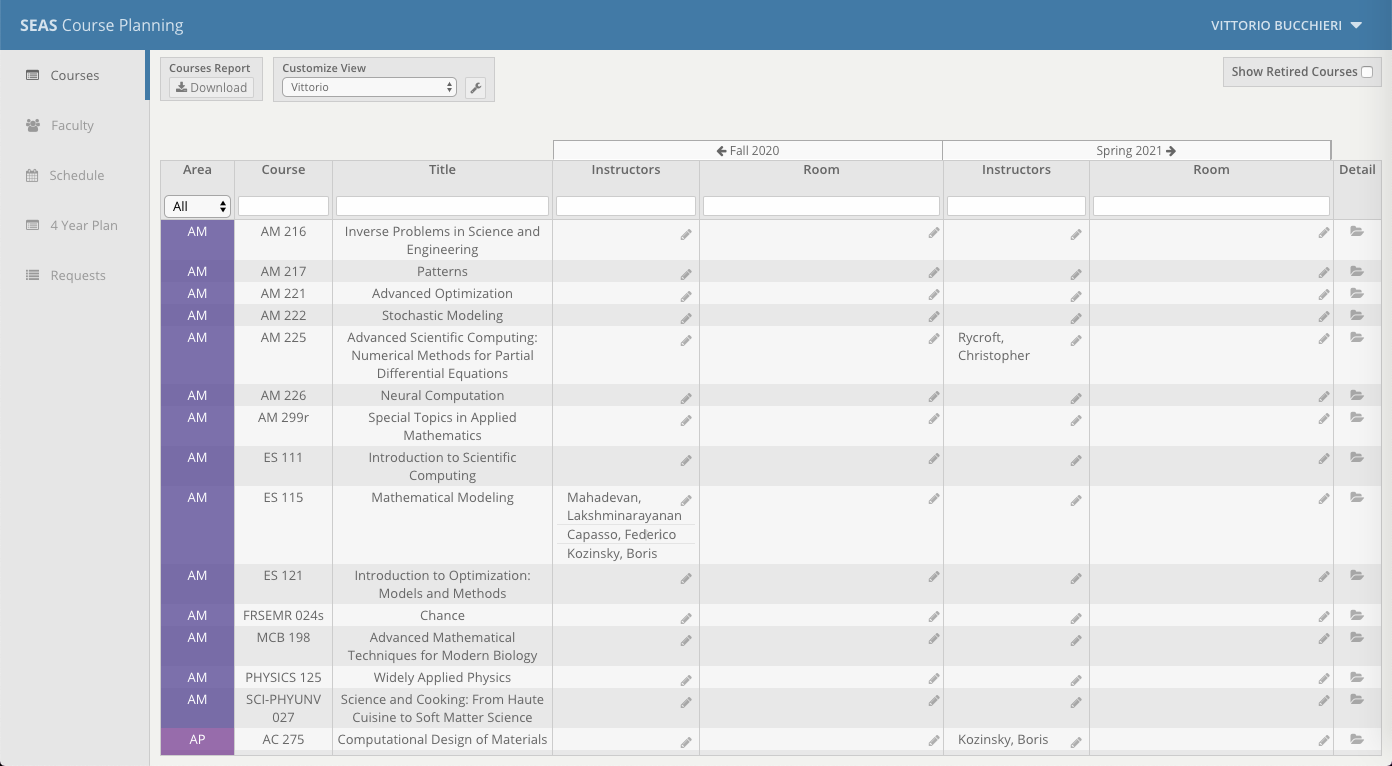 SEAS Course Planning
VITTORIO BUCCHIERI
Courses
Faculty
Schedule
4 Year Plan
Requests
Courses Report
Download
Customize View
Vittorio
Show Retired Courses
Fall 2020
Spring 2021
Area Course Title Instructors Room Instructors Room Detail
All
AM AM 216 Inverse Problems in Science and
Engineering
AM AM 217 Patterns
AM AM 221 Advanced Optimization
AM AM 222 Stochastic Modeling
AM AM 225 Advanced Scientific Computing: Rycroft,
Numerical Methods for Partial Christopher
Differential Equations
AM AM 226 Neural Computation
AM AM 299r Special Topics in Applied
Mathematics
AM ES 111 Introduction to Scientific
Computing
AM ES 115 Mathematical Modeling Mahadevan,
Lakshminarayanan
Capasso, Federico
Kozinsky, Boris
AM ES 121 Introduction to Optimization:
Models and Methods
AM FRSEMR 024s Chance
AM MCB 198 Advanced Mathematical
Techniques for Modern Biology
AM PHYSICS 125 Widely Applied Physics
AM SCI-PHYUNV Science and Cooking: From Haute
027 Cuisine to Soft Matter Science
AP AC 275 Computational Design of Materials Kozinsky, Boris